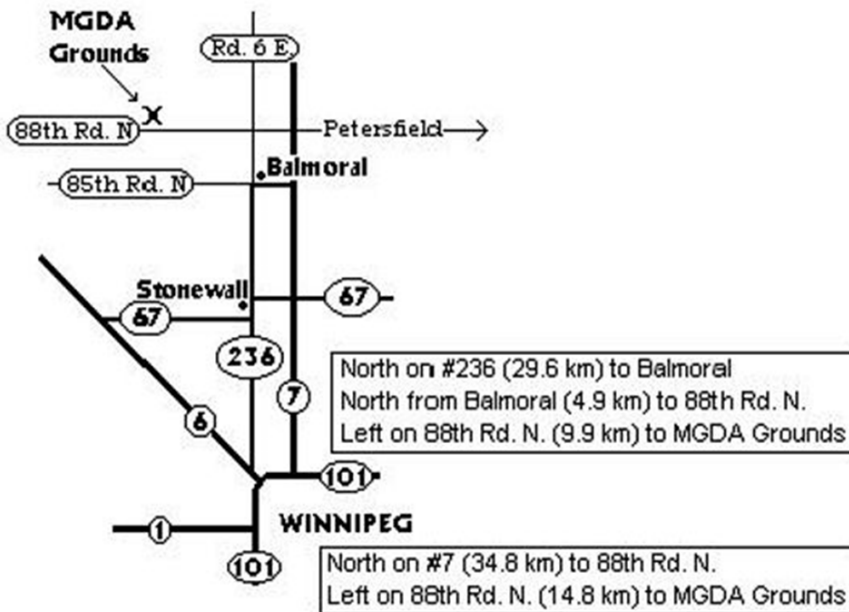 MGDA
Grounds
Rd. 6 E.
88th Rd. N
Petersfield
Balmoral
85th Rd. N
Stonewall
67
67
236
7
6
North on #236 (29.6 km) to Balmoral
North from Balmoral (4.9 km) to 88th Rd. N.
Left on 88th Rd. N. (9.9 km) to MGDA Grounds
101
1
WINNIPEG
101
North on #7 (34.8 km) to 88th Rd. N.
Left on 88th Rd. N. (14.8 km) to MGDA Grounds